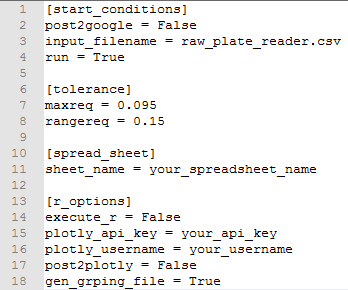 1 [start_conditions]
2 post2google = False
3 input_filename = raw_plate_reader.csv
4 run = True
5
6 [tolerance]
7 maxreq = 0.095
8 rangereq = 0.15
9
10 [spread_sheet]
11 sheet_name = your_spreadsheet_name
12
13 [r_options]
14 execute_r = False
15 plotly_api_key = your_api_key
16 plotly_username = your_username
17 post2plotly = False
18 gen_grping_file = True